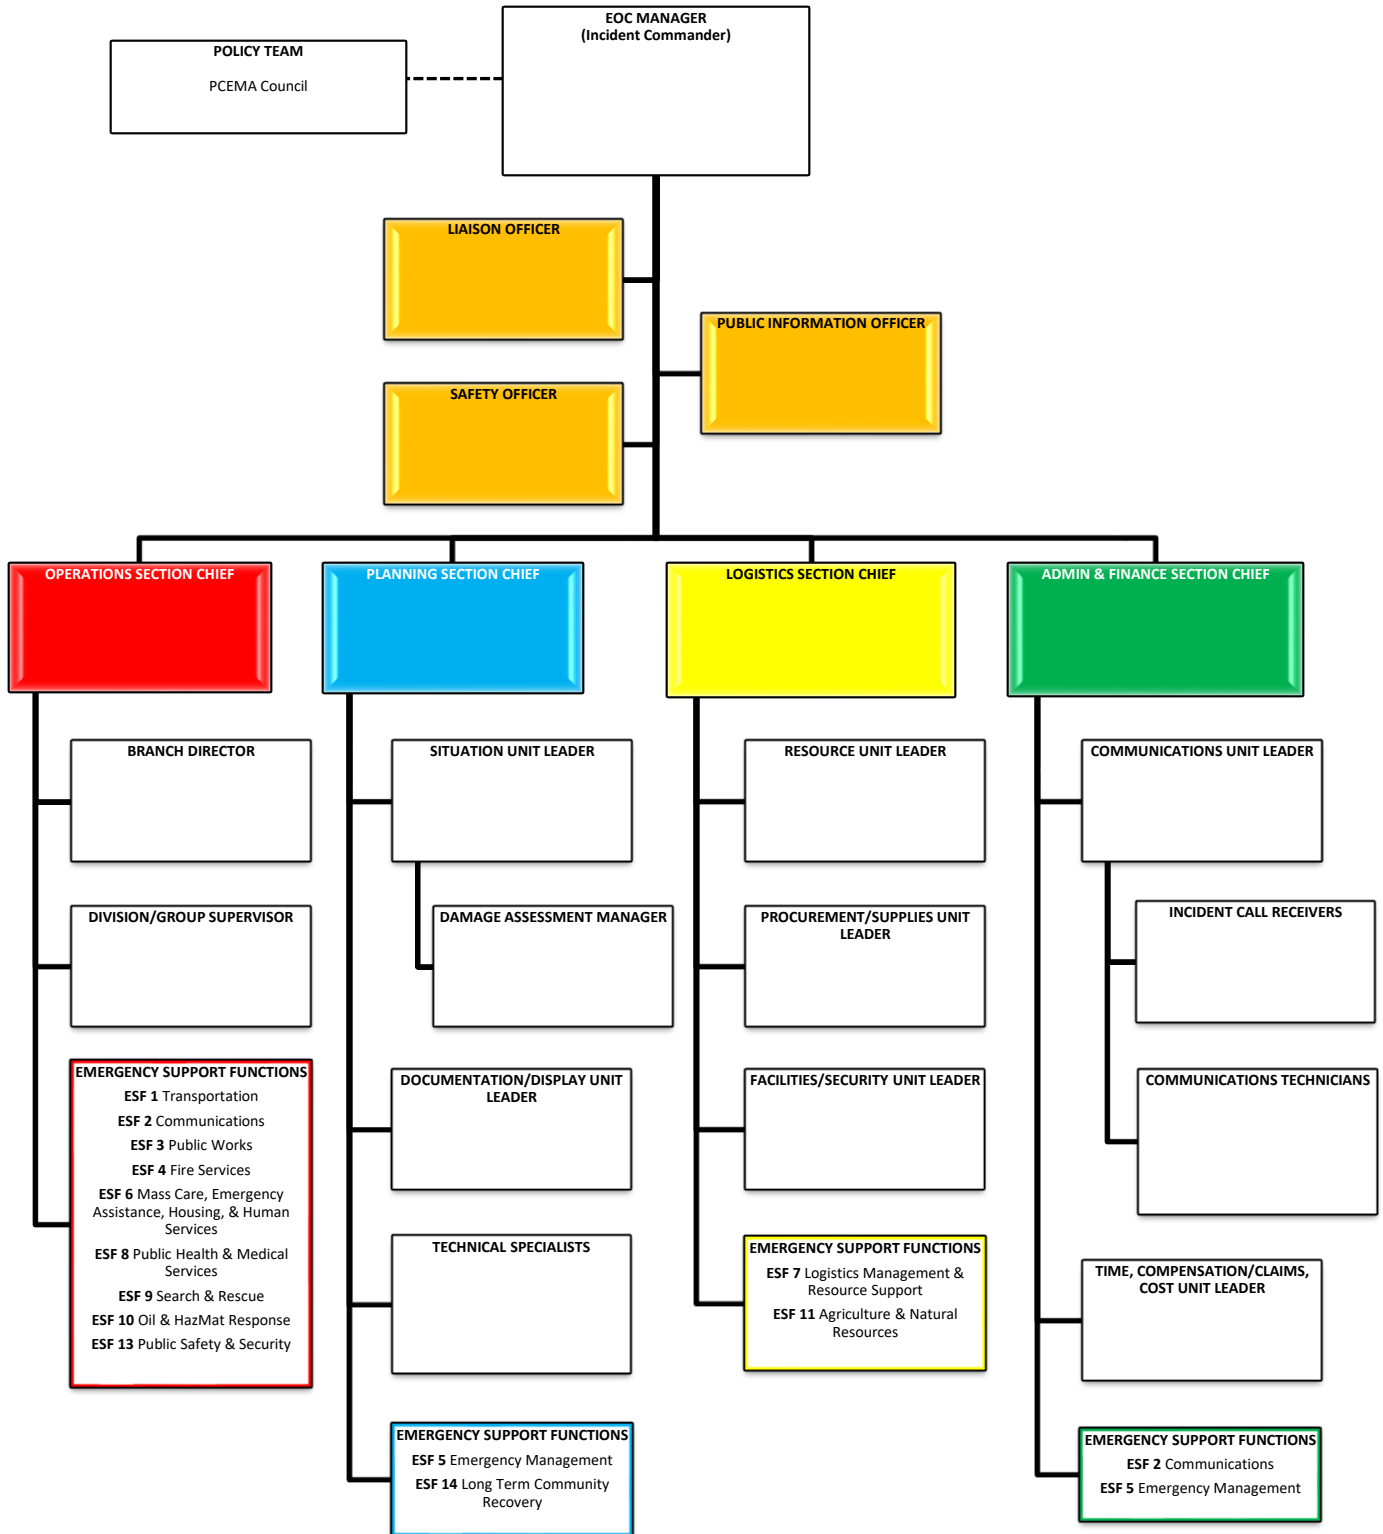 EOC MANAGER
(Incident Commander)
POLICY TEAM
PCEMA Council
LIAISON OFFICER
PUBLIC INFORMATION OFFICER
SAFETY OFFICER
OPERATIONS SECTION CHIEF
PLANNING SECTION CHIEF
LOGISTICS SECTION CHIEF
ADMIN & FINANCE SECTION CHIEF
BRANCH DIRECTOR
DIVISION/GROUP SUPERVISOR
EMERGENCY SUPPORT FUNCTIONS
ESF 1 Transportation
ESF 2 Communications
ESF 3 Public Works
ESF 4 Fire Services
ESF 6 Mass Care, Emergency
Assistance, Housing, & Human
Services
ESF 8 Public Health & Medical
Services
ESF 9 Search & Rescue
ESF 10 Oil & HazMat Response
ESF 13 Public Safety & Security
SITUATION UNIT LEADER
DAMAGE ASSESSMENT MANAGER
DOCUMENTATION/DISPLAY UNIT
LEADER
TECHNICAL SPECIALISTS
EMERGENCY SUPPORT FUNCTIONS
ESF 5 Emergency Management
ESF 14 Long Term Community
Recovery
RESOURCE UNIT LEADER
PROCUREMENT/SUPPLIES UNIT
LEADER
FACILITIES/SECURITY UNIT LEADER
EMERGENCY SUPPORT FUNCTIONS
ESF 7 Logistics Management &
Resource Support
ESF 11 Agriculture & Natural
Resources
COMMUNICATIONS UNIT LEADER
INCIDENT CALL RECEIVERS
COMMUNICATIONS TECHNICIANS
TIME, COMPENSATION/CLAIMS,
COST UNIT LEADER
EMERGENCY SUPPORT FUNCTIONS
ESF 2 Communications
ESF 5 Emergency Management